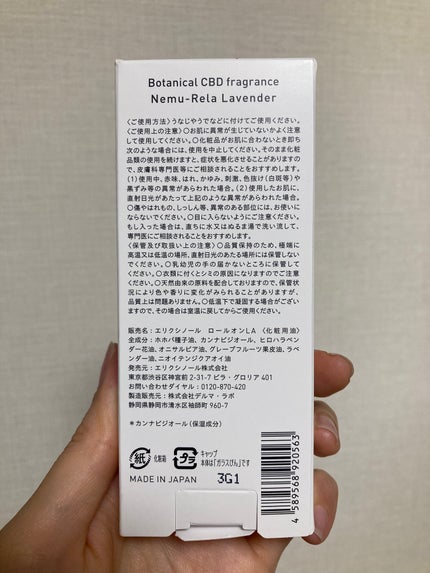 Botanical CBD fragrance
Nemu-Rela Lavender
〈ご使用方法〉うなじやうでなどに付けてご使用ください。
〈ご使用上の注意〉○お肌に異常が生じていないかよく注意
して使用してください。○化粧品がお肌に合わないとき即ち
次のような場合には、使用を中止してください。そのまま化粧
品類の使用を続けますと、症状を悪化させることがありますの
で、皮膚科専門医等にご相談されることをおすすめします。
(1)使用中、赤味、はれ、かゆみ、刺激、色抜け(白斑等)や
黒ずみ等の異常があらわれた場合。(2)使用したお肌に、
直射日光があたって上記のような異常があらわれた場合。
○傷やはれもの、しっしん等、異常のある部位には、お使いに
ならないでください。○目に入らないようにご注意ください。
もし入った場合は、直ちに水又はぬるま湯で洗い流して、
専門医にご相談されることをおすすめします。
〈保管及び取扱い上の注意〉○品質保持のため、極端に
高温又は低温の場所、直射日光のあたる場所には保管しない
でください。○乳幼児の手の届かないところに保管して
ください。○衣類に付くとシミの原因になりますのでご注意
ください。○天然由来の原料を配合しておりますので、保管状
況により色や香りに変化がみられることがありますが、
品質上は問題ありません。○低温下で凝固する場合がござい
ますので、その場合は室温に戻してからご使用ください。
販売名：エリクシノール ロールオンLA 〈化粧用油〉
全成分：ホホバ種子油、カンナビジオール、ヒロハラベン
ダー花油、オニサルビア油、グレープフルーツ果皮油、ラベン
ダー油、ニオイテンジクアオイ油
発売元：エリクシノール株式会社
東京都渋谷区神宮前2-31-7 ビラ・グロリア 401
お問い合わせダイヤル：0120-870-420
製造販売元：株式会社デルマ・ラボ
静岡県静岡市清水区袖師町 960-7
*カンナビジオール(保湿成分)
紙 化粧箱 プラ キャップ
本体は「ガラスびん」です
MADE IN JAPAN 3G1
4 589568 920563